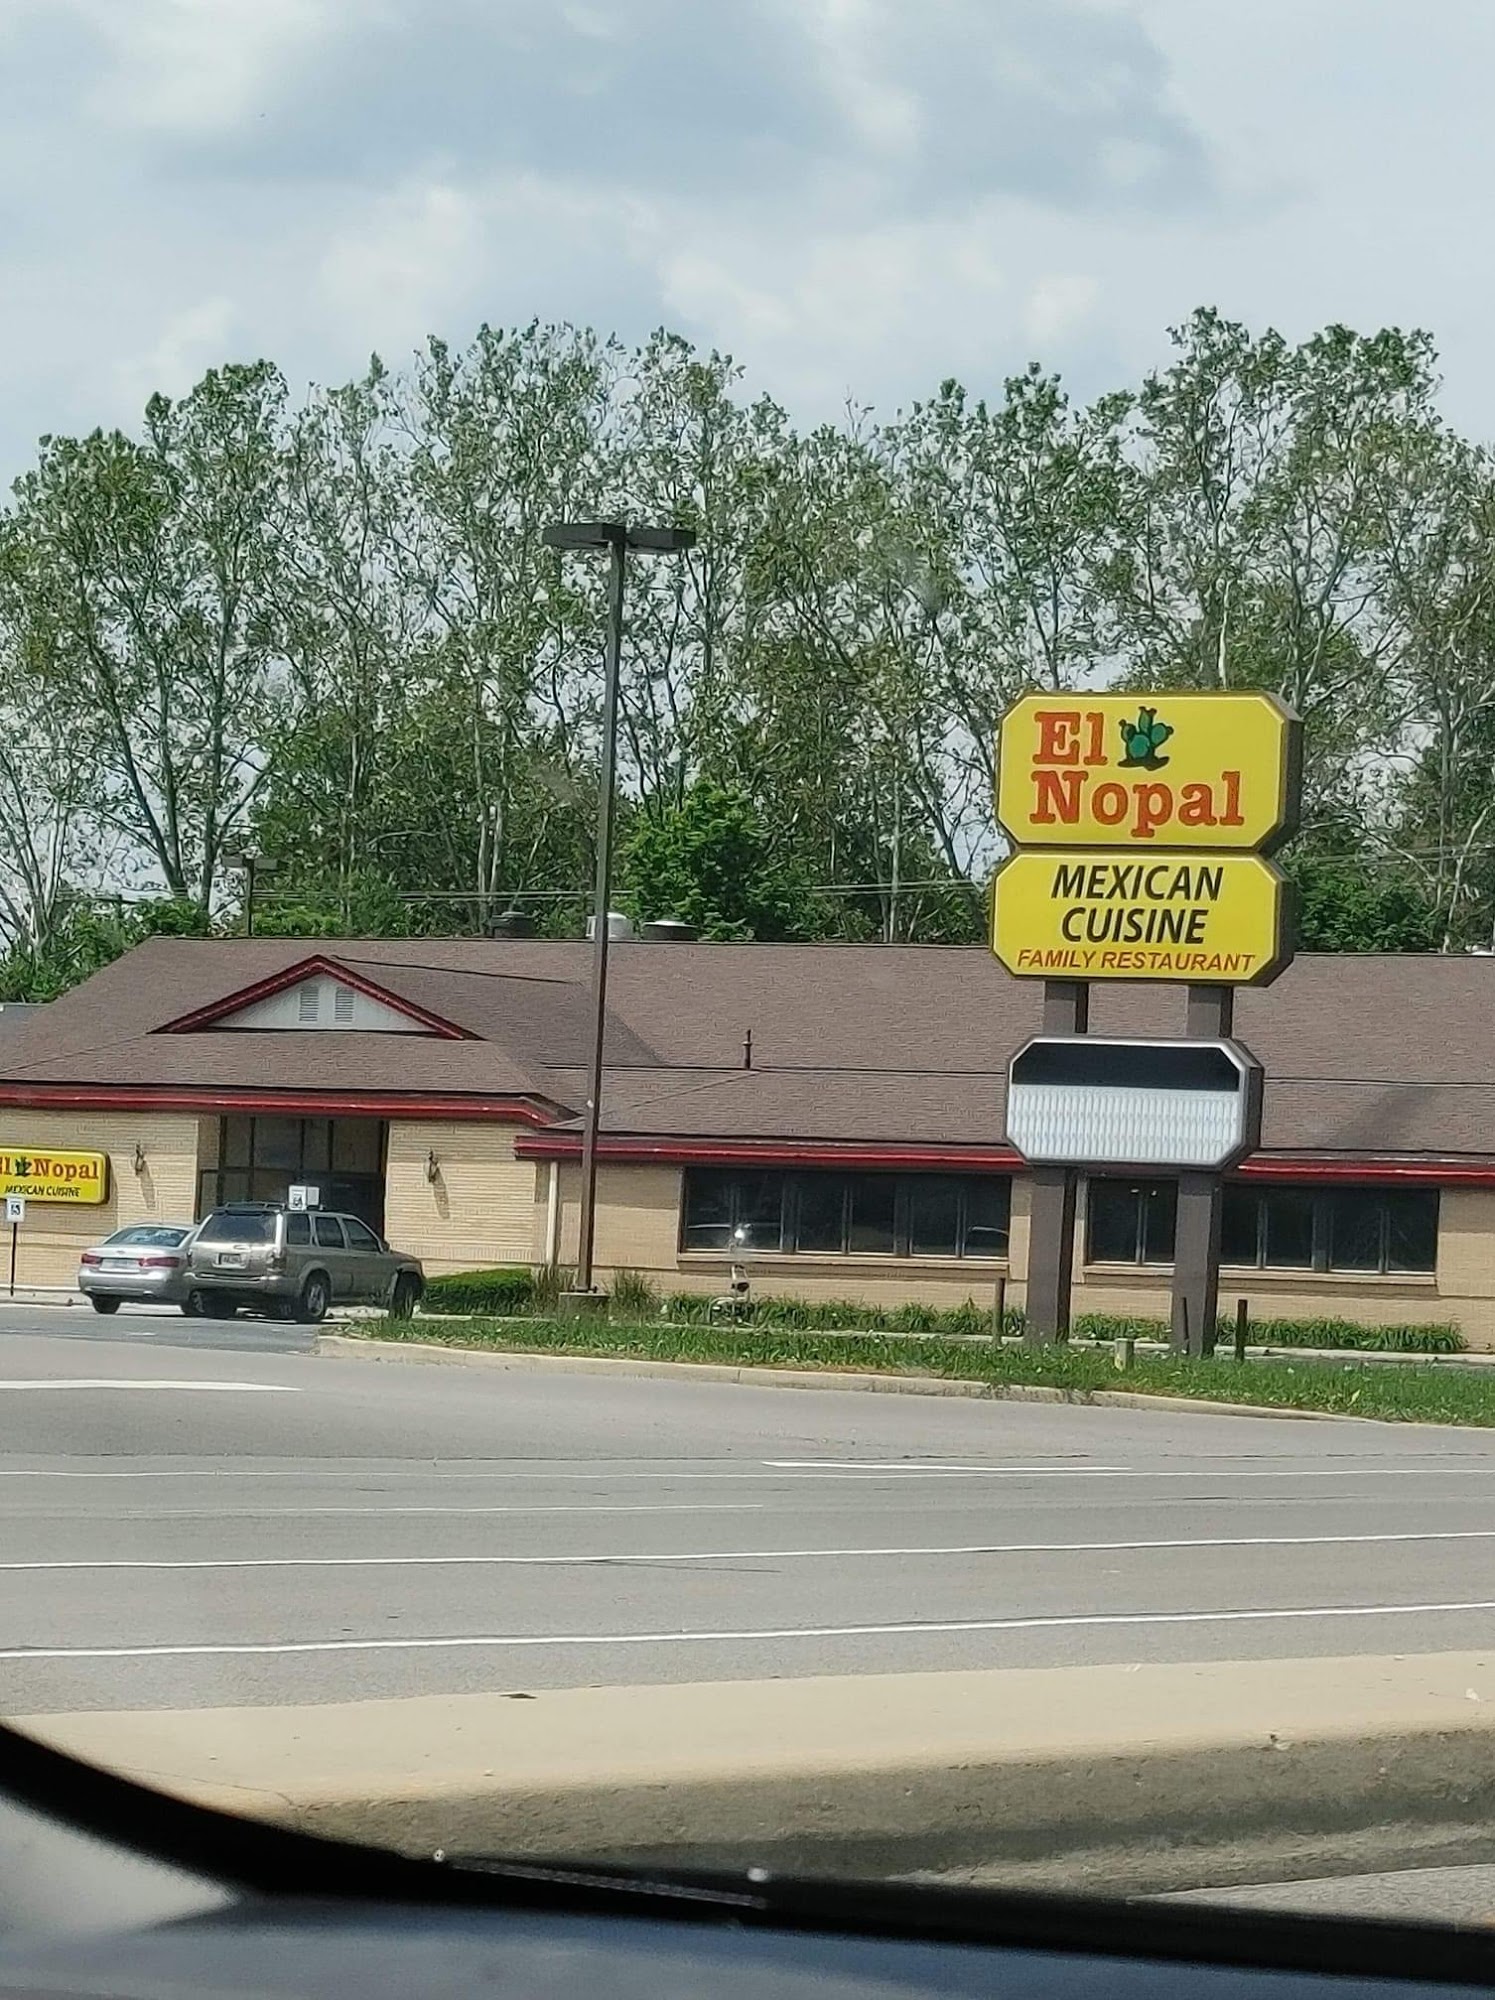 El
Nopal
MEXICAN
CUISINE
FAMILY RESTAURANT
El Nopal
MEXICAN CUISINE